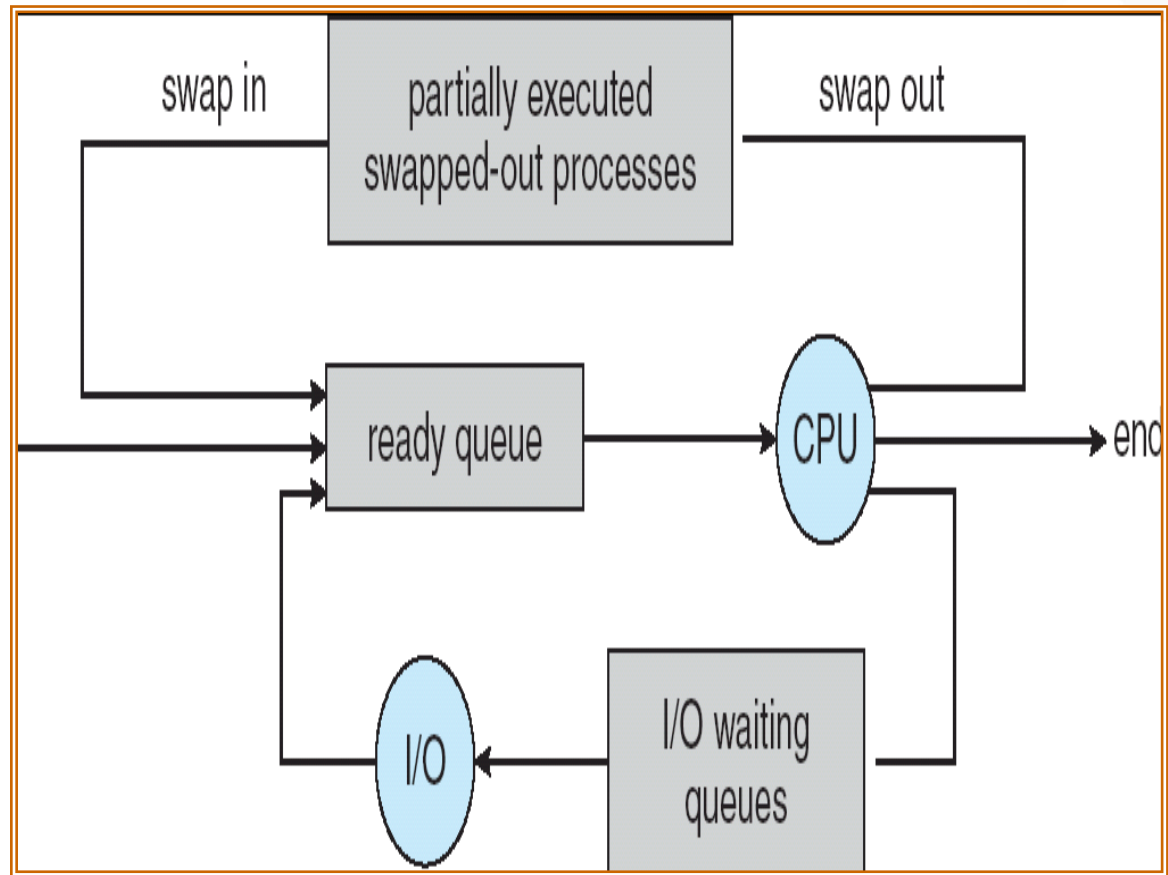 swap in
partially executed
swapped-out processes
swap out
ready queue
CPU
end
I/O
I/O waiting
queues